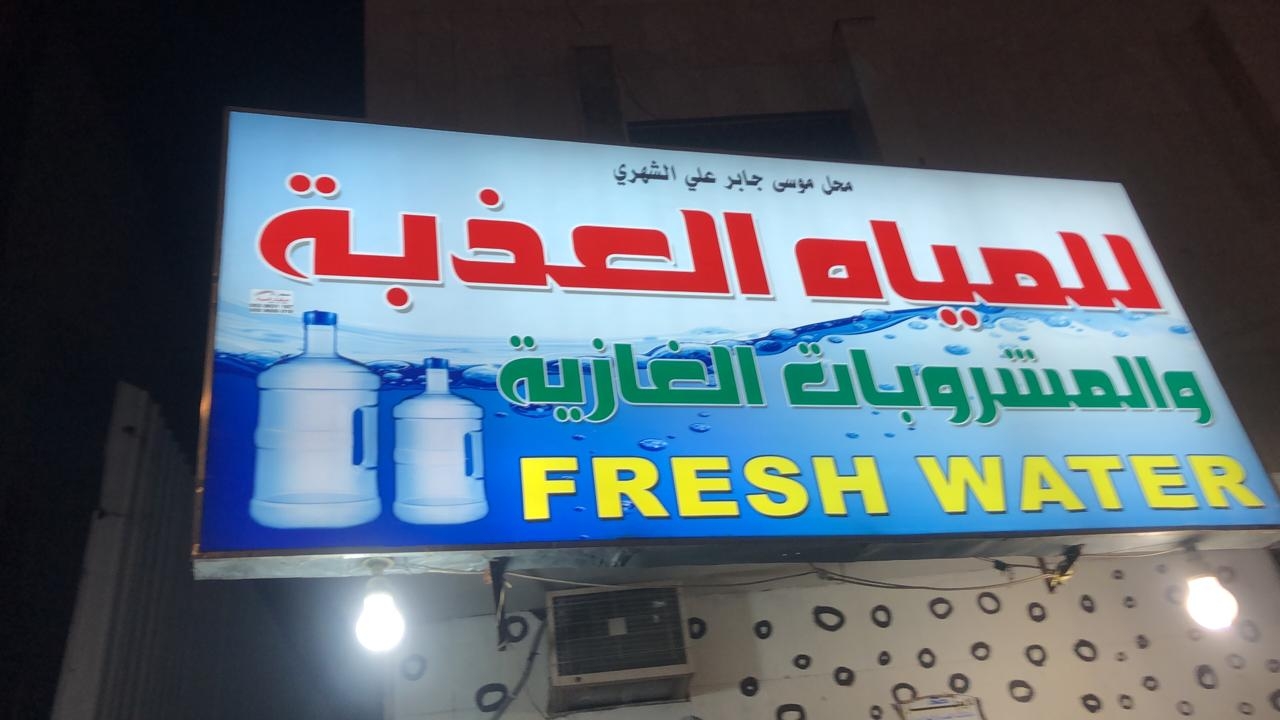 محل موسى جابر علي الشهري
للمياه العذبة
والمشروبات الغازية
FRESH WATER